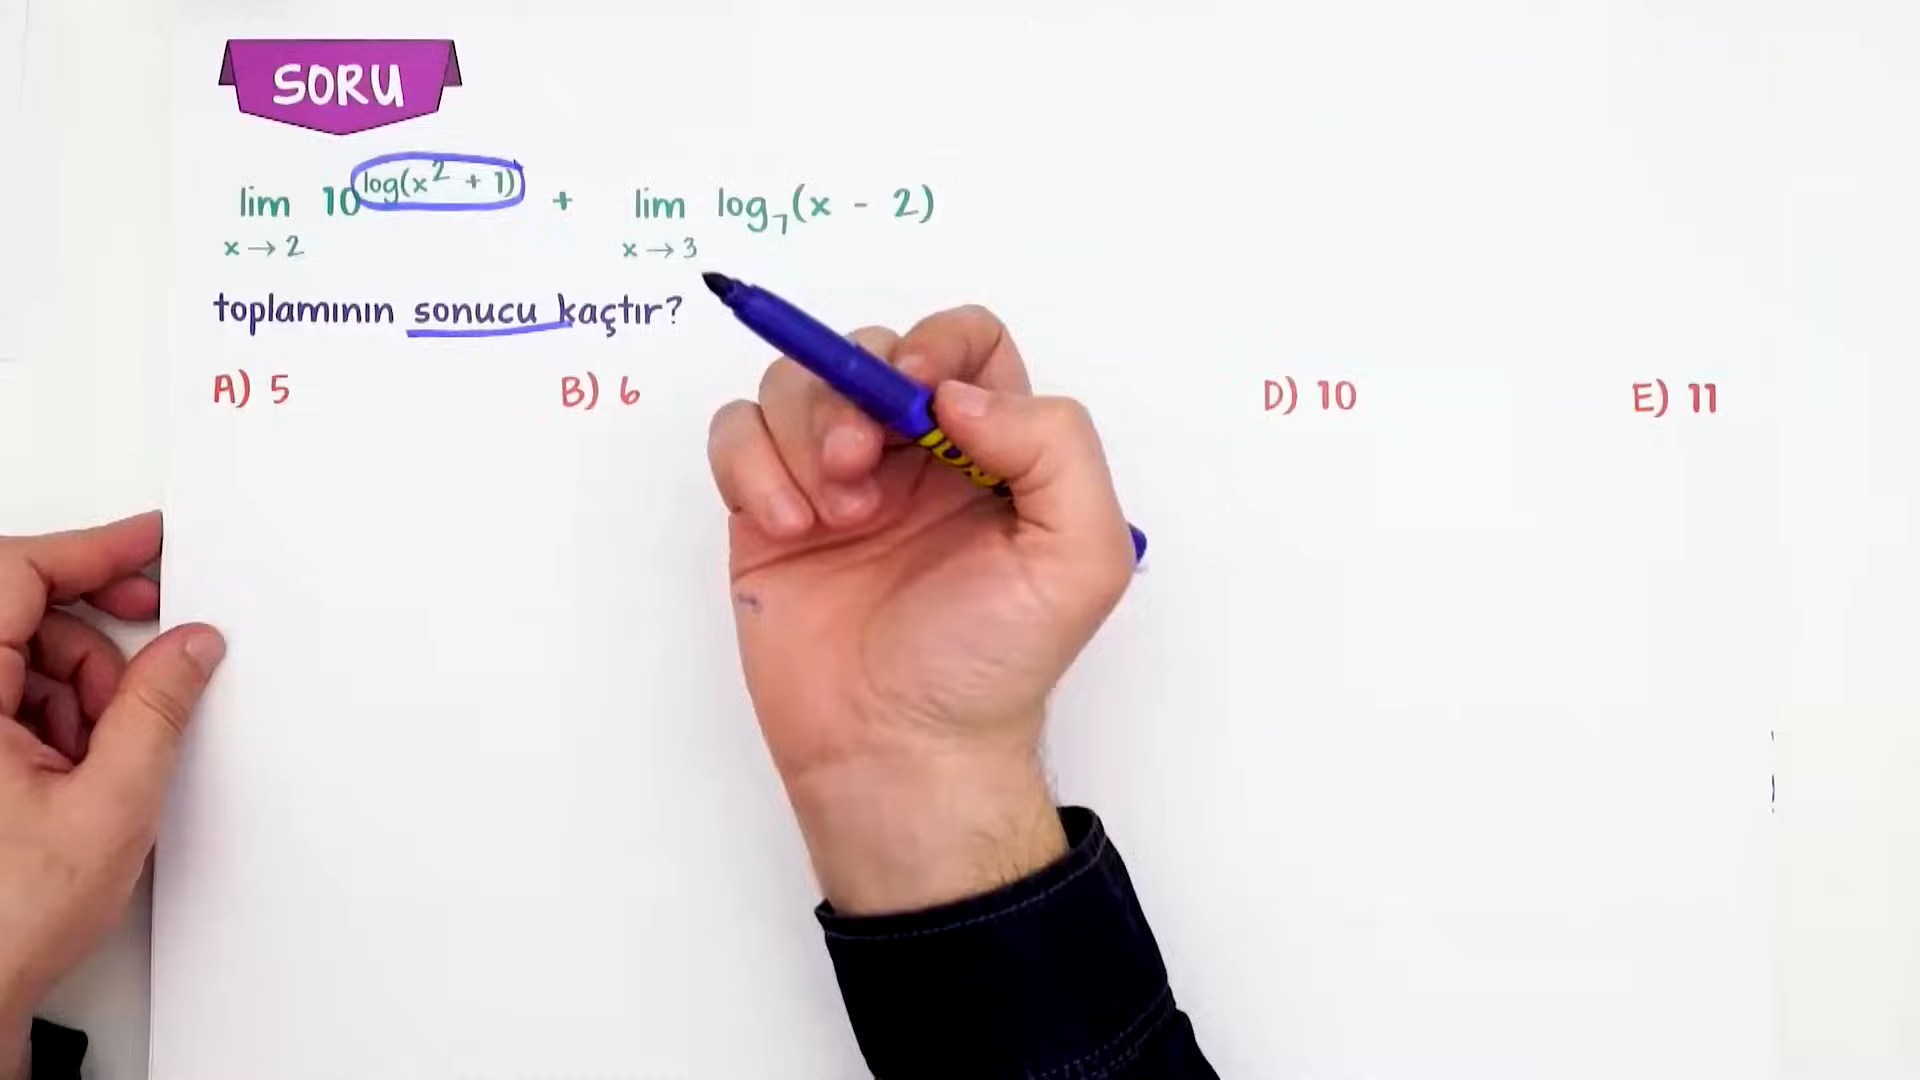 SORU
lim 10^log(x² + 1) + lim log₇(x - 2)
x → 2 x → 3
toplamının sonucu kaçtır?
A) 5 B) 6 D) 10 E) 11